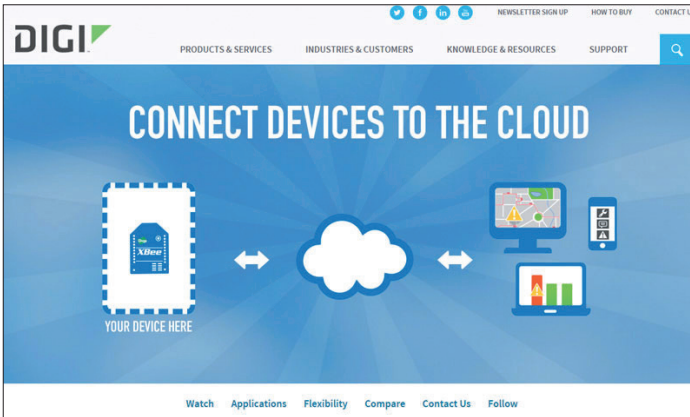 NEWSLETTER SIGN UP HOW TO BUY CONTACT U
DIGI
PRODUCTS & SERVICES INDUSTRIES & CUSTOMERS KNOWLEDGE & RESOURCES SUPPORT
CONNECT DEVICES TO THE CLOUD
XBee
YOUR DEVICE HERE
Watch Applications Flexibility Compare Contact Us Follow